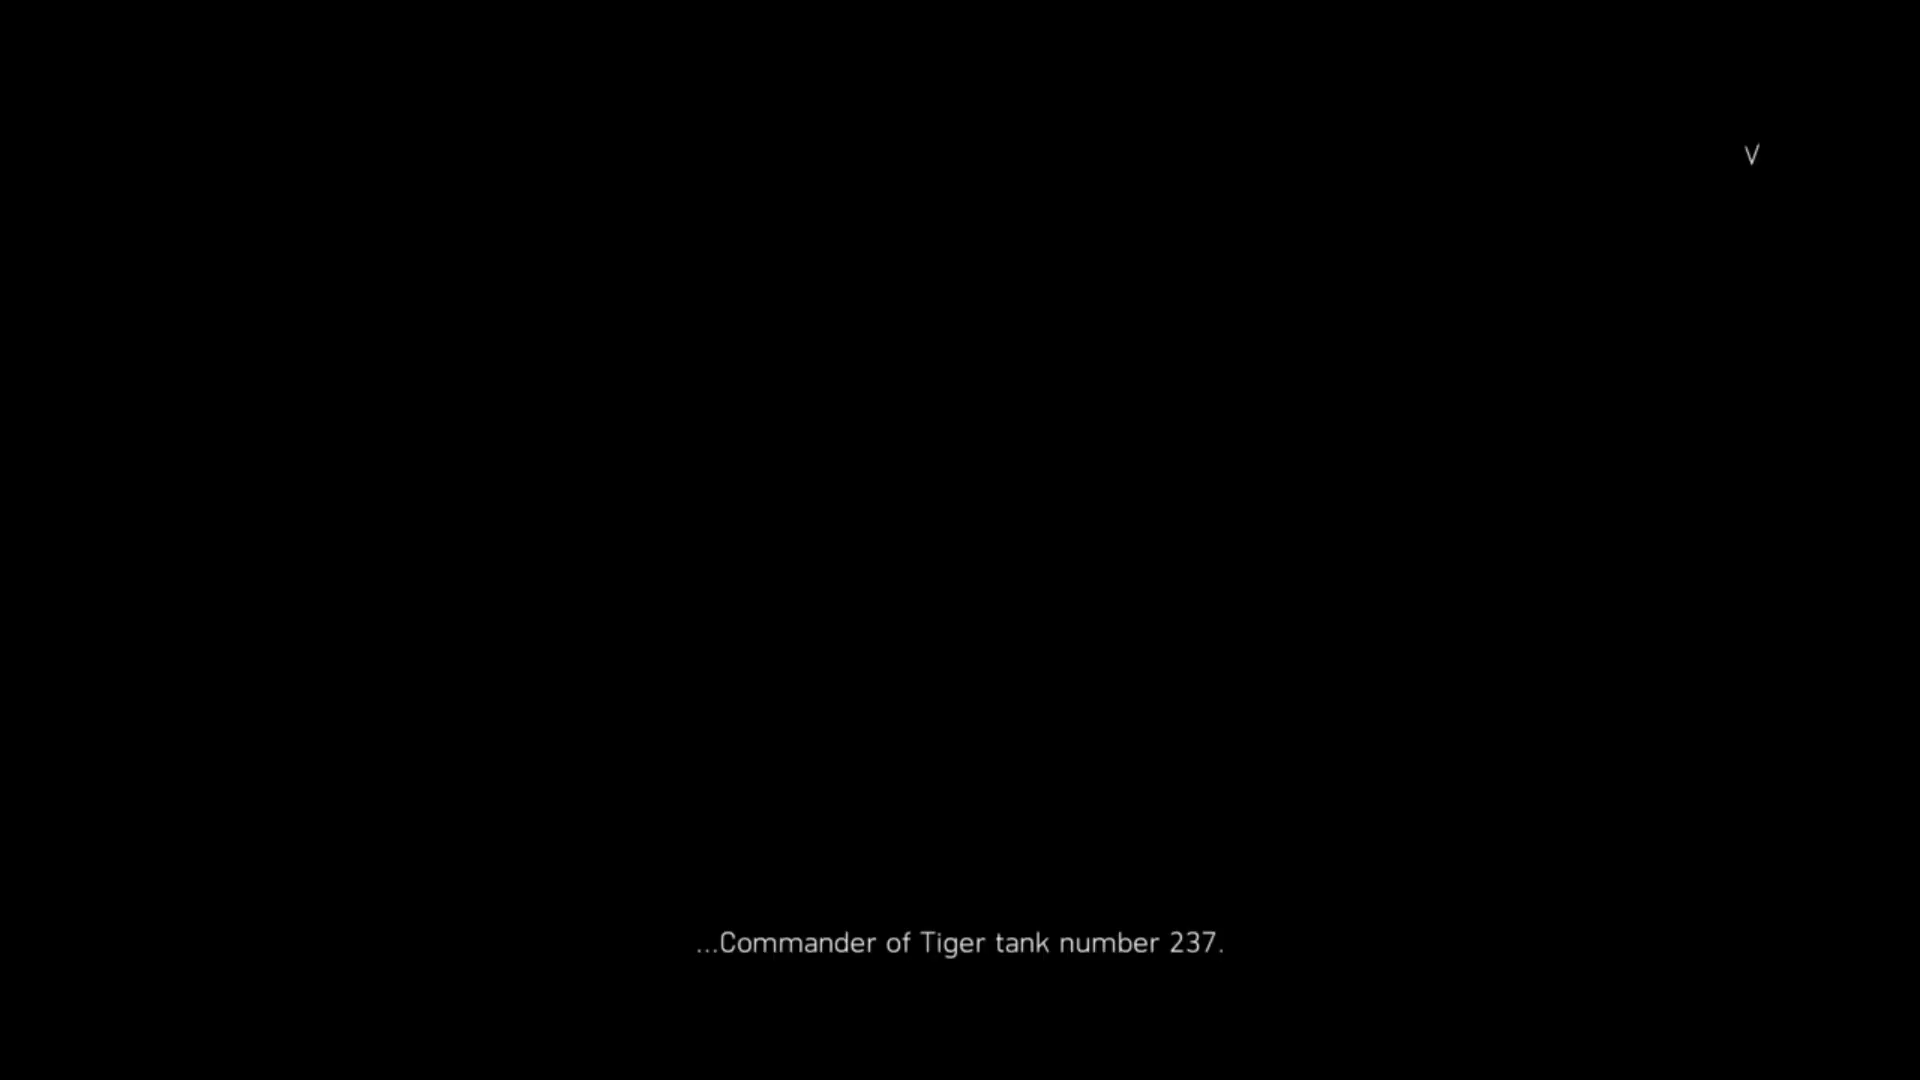 V
...Commander of Tiger tank number 237.